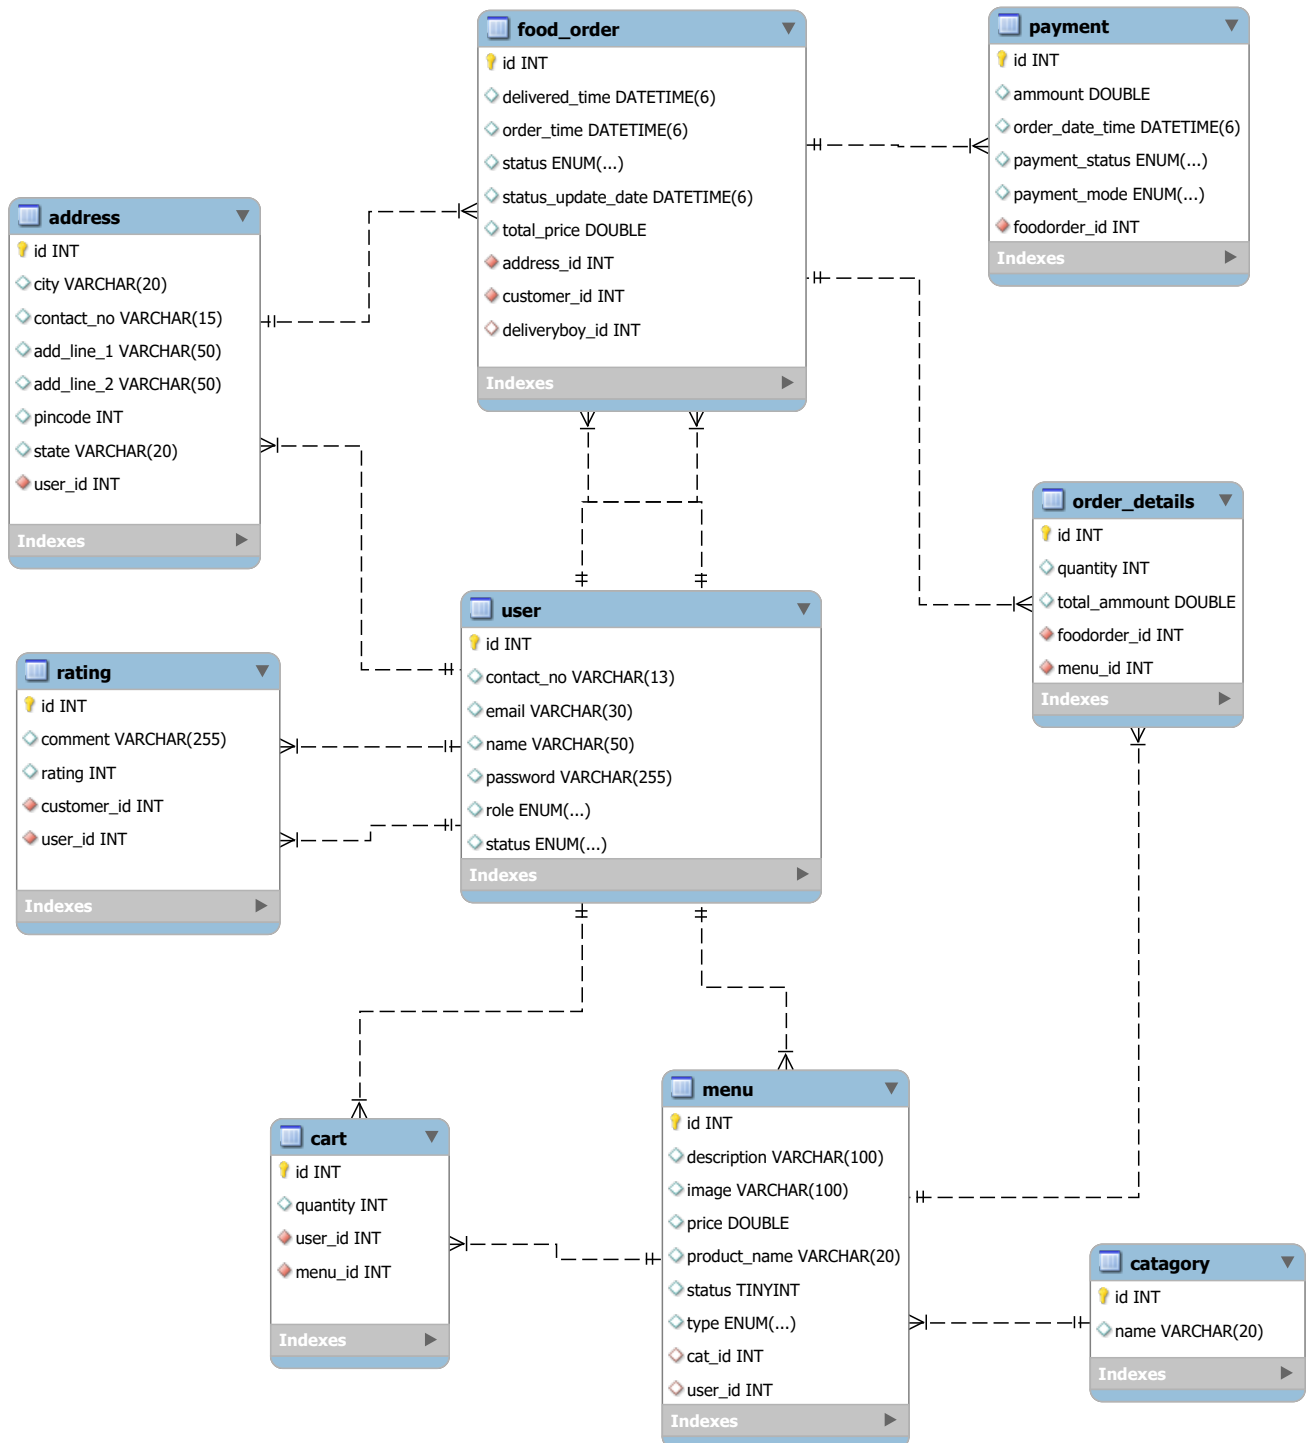 food_order
id INT
delivered_time DATETIME(6)
order_time DATETIME(6)
status ENUM(...)
status_update_date DATETIME(6)
total_price DOUBLE
address_id INT
customer_id INT
deliveryboy_id INT
Indexes
payment
id INT
ammount DOUBLE
order_date_time DATETIME(6)
payment_status ENUM(...)
payment_mode ENUM(...)
foodorder_id INT
Indexes
address
id INT
city VARCHAR(20)
contact_no VARCHAR(15)
add_line_1 VARCHAR(50)
add_line_2 VARCHAR(50)
pincode INT
state VARCHAR(20)
user_id INT
Indexes
order_details
id INT
quantity INT
total_ammount DOUBLE
foodorder_id INT
menu_id INT
Indexes
user
id INT
contact_no VARCHAR(13)
email VARCHAR(30)
name VARCHAR(50)
password VARCHAR(255)
role ENUM(...)
status ENUM(...)
Indexes
rating
id INT
comment VARCHAR(255)
rating INT
customer_id INT
user_id INT
Indexes
menu
id INT
description VARCHAR(100)
image VARCHAR(100)
price DOUBLE
product_name VARCHAR(20)
status TINYINT
type ENUM(...)
cat_id INT
user_id INT
Indexes
cart
id INT
quantity INT
user_id INT
menu_id INT
Indexes
catagory
id INT
name VARCHAR(20)
Indexes